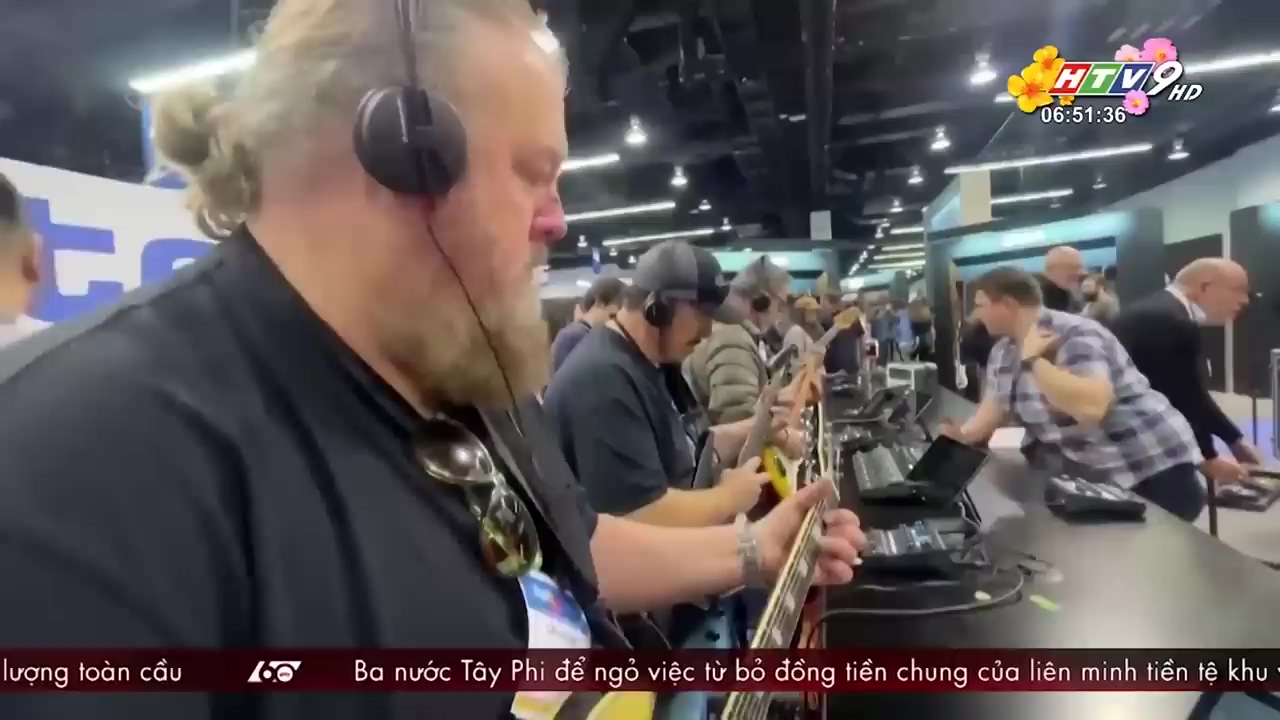 HTV9 HD
06:51:36
lượng toàn cầu
60
Ba nước Tây Phi để ngỏ việc từ bỏ đồng tiền chung của liên minh tiền tệ khu